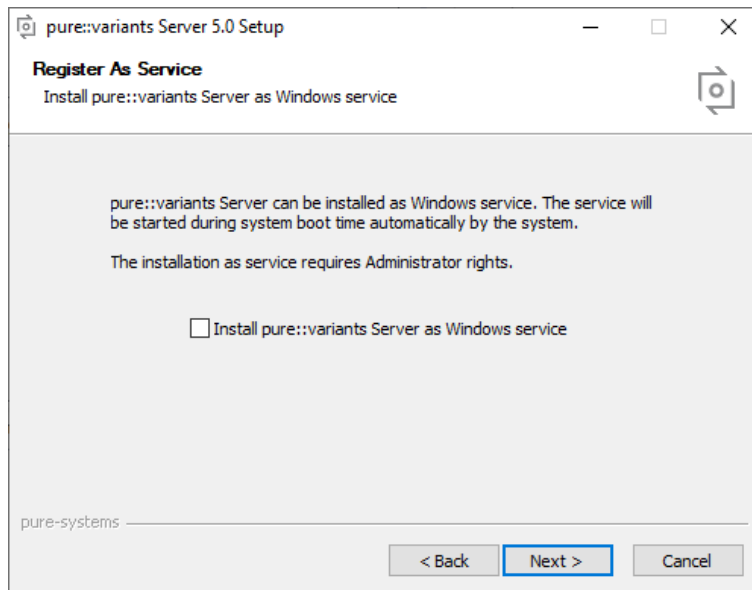 pure::variants Server 5.0 Setup
Register As Service
Install pure::variants Server as Windows service
pure::variants Server can be installed as Windows service. The service will
be started during system boot time automatically by the system.
The installation as service requires Administrator rights.
Install pure::variants Server as Windows service
pure-systems
< Back
Next >
Cancel